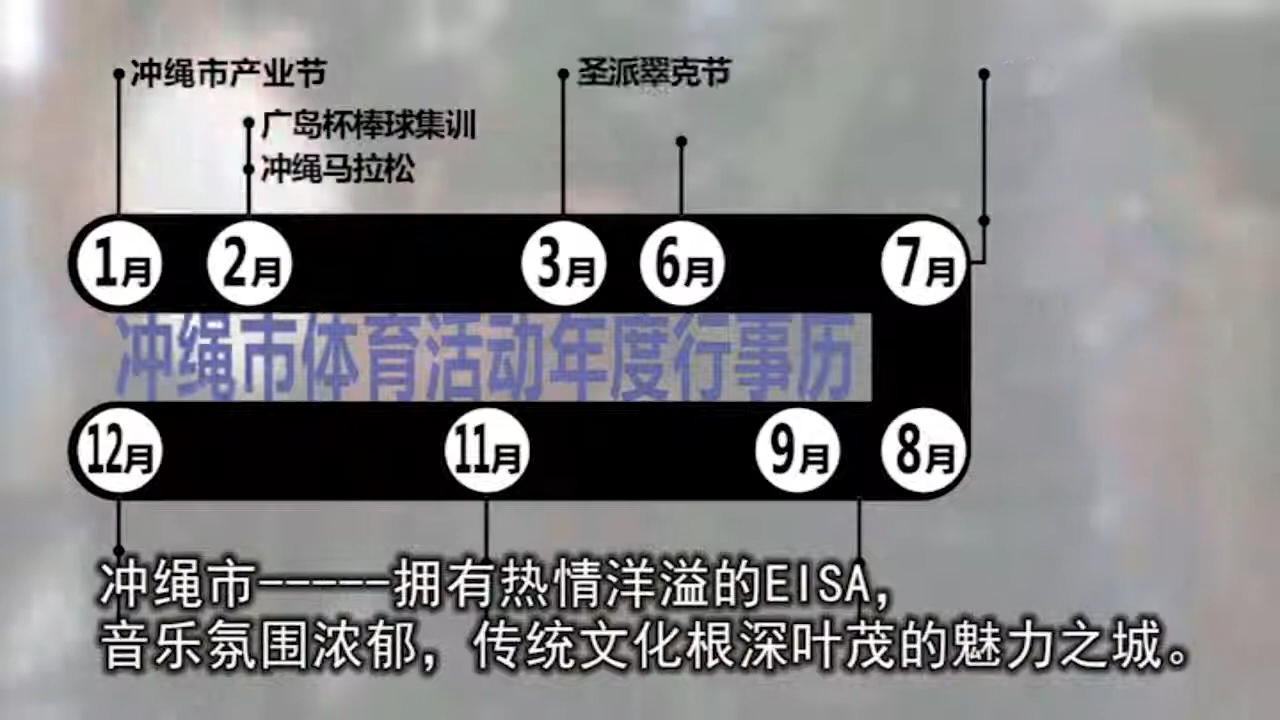 冲绳市产业节
圣派翠克节
广岛杯棒球集训
冲绳马拉松
1月
2月
3月
6月
7月
冲绳市体育活动年度行事历
12月
11月
9月
8月
冲绳市-----拥有热情洋溢的EISA，
音乐氛围浓郁，传统文化根深叶茂的魅力之城。